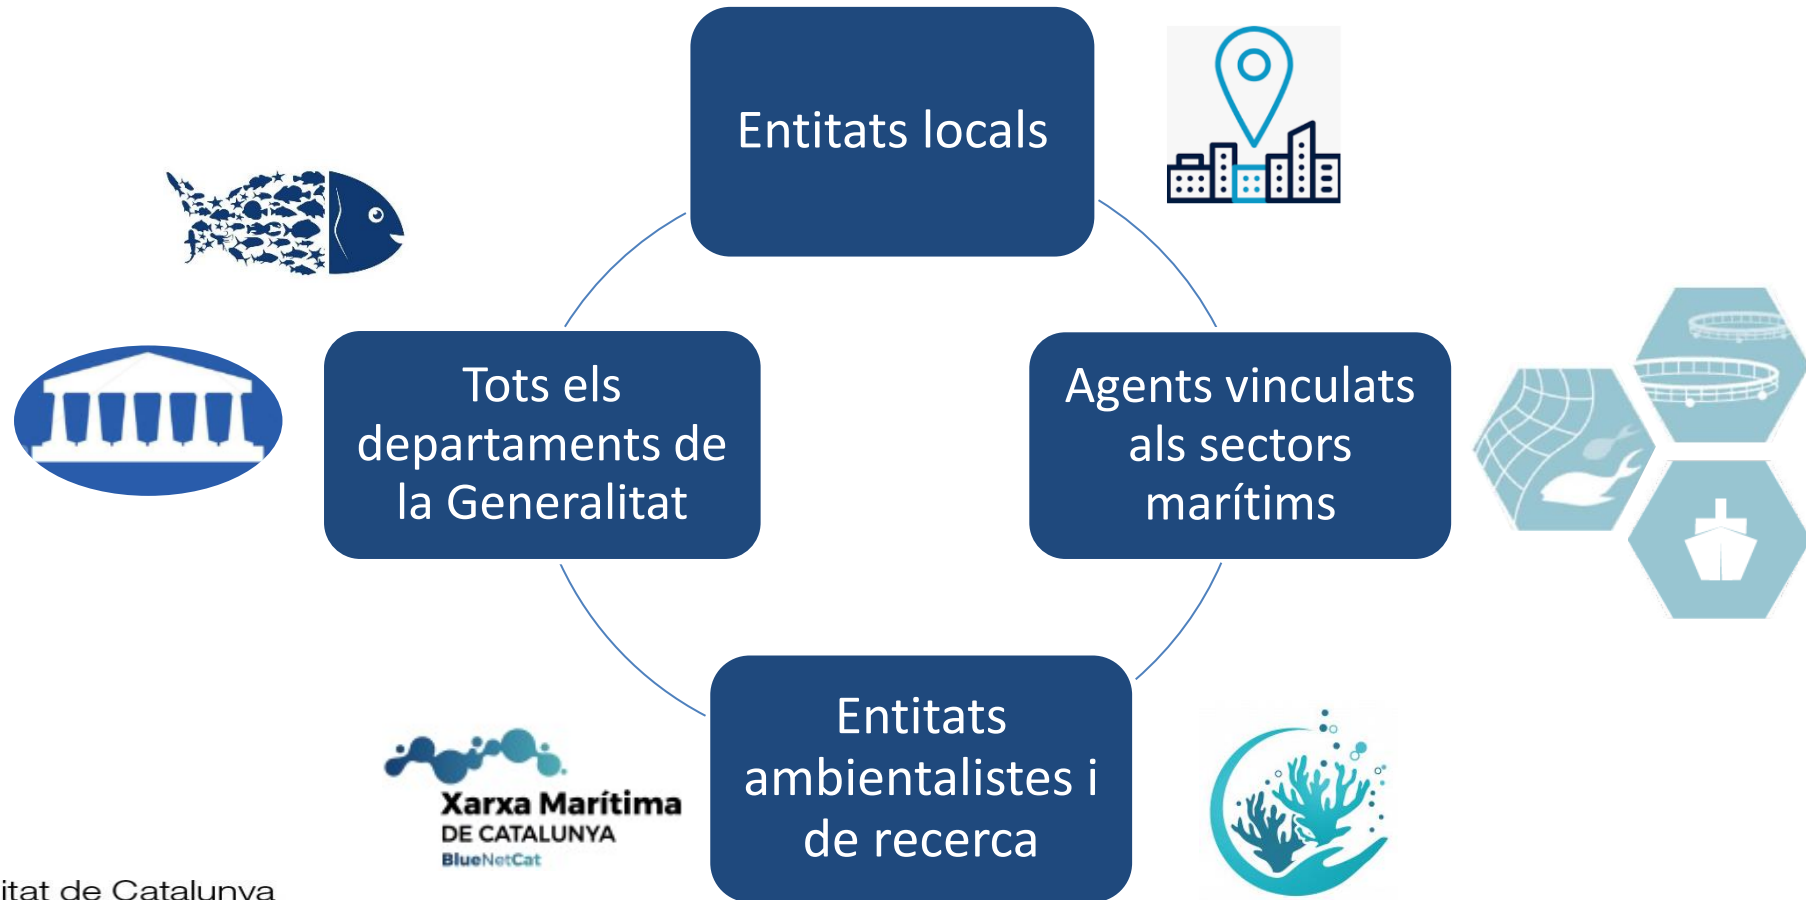 Entitats locals
Tots els
departaments de
la Generalitat
Agents vinculats
als sectors
marítims
Entitats
ambientalistes i
de recerca
Xarxa Marítima
DE CATALUNYA
BlueNetCat
itat de Catalunya